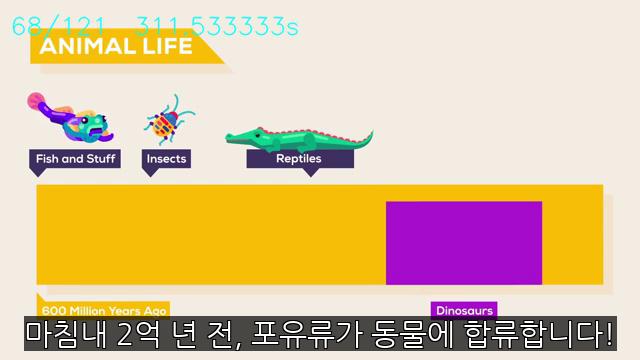 68/121 311.533333s
ANIMAL LIFE
Fish and Stuff
Insects
Reptiles
600 Million Years Ago
Dinosaurs
마침내 2억 년 전, 포유류가 동물에 합류합니다!